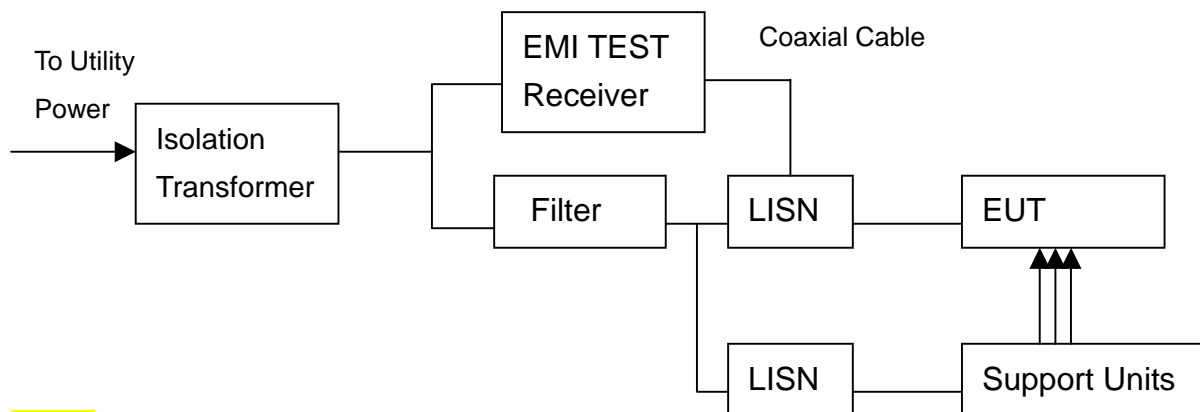 To Utility
Power
Isolation
Transformer
EMI TEST
Receiver
Coaxial Cable
Filter
LISN
EUT
LISN
Support Units